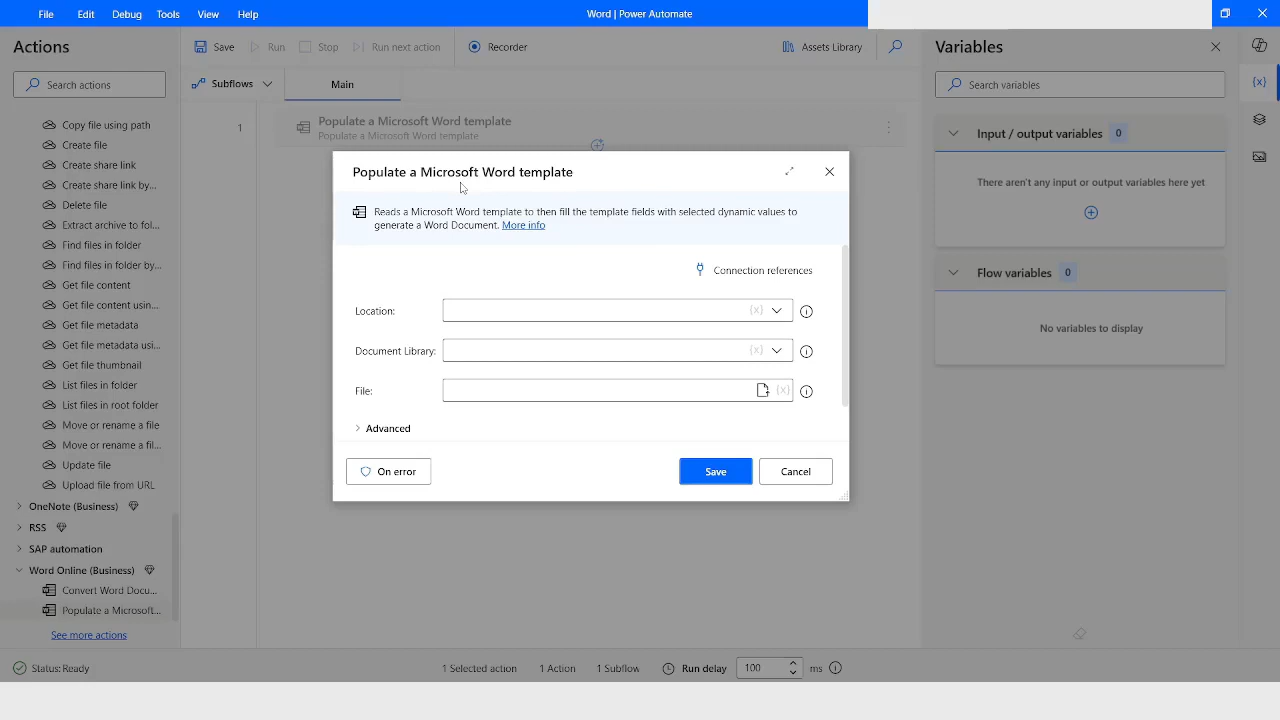 File Edit Debug Tools View Help
Word | Power Automate
Actions
Search actions
Copy file using path
Create file
Create share link
Create share link by...
Delete file
Extract archive to fol...
Find files in folder
Find files in folder by...
Get file content
Get file content usin...
Get file metadata
Get file metadata usi...
Get file thumbnail
List files in folder
List files in root folder
Move or rename a file
Move or rename a fil...
Update file
Upload file from URL
OneNote (Business)
RSS
SAP automation
Word Online (Business)
Convert Word Docu...
Populate a Microsoft...
See more actions
Save Run Stop Run next action Recorder Assets Library
Subflows Main
1
Populate a Microsoft Word template
Populate a Microsoft Word template
Populate a Microsoft Word template
Reads a Microsoft Word template to then fill the template fields with selected dynamic values to
generate a Word Document. More info
Connection references
Location: {x}
Document Library: {x}
File: {x}
Advanced
On error Save Cancel
Variables
{x}
Search variables
Input / output variables 0
There aren't any input or output variables here yet
Flow variables 0
No variables to display
Status: Ready 1 Selected action 1 Action 1 Subflow Run delay 100 ms